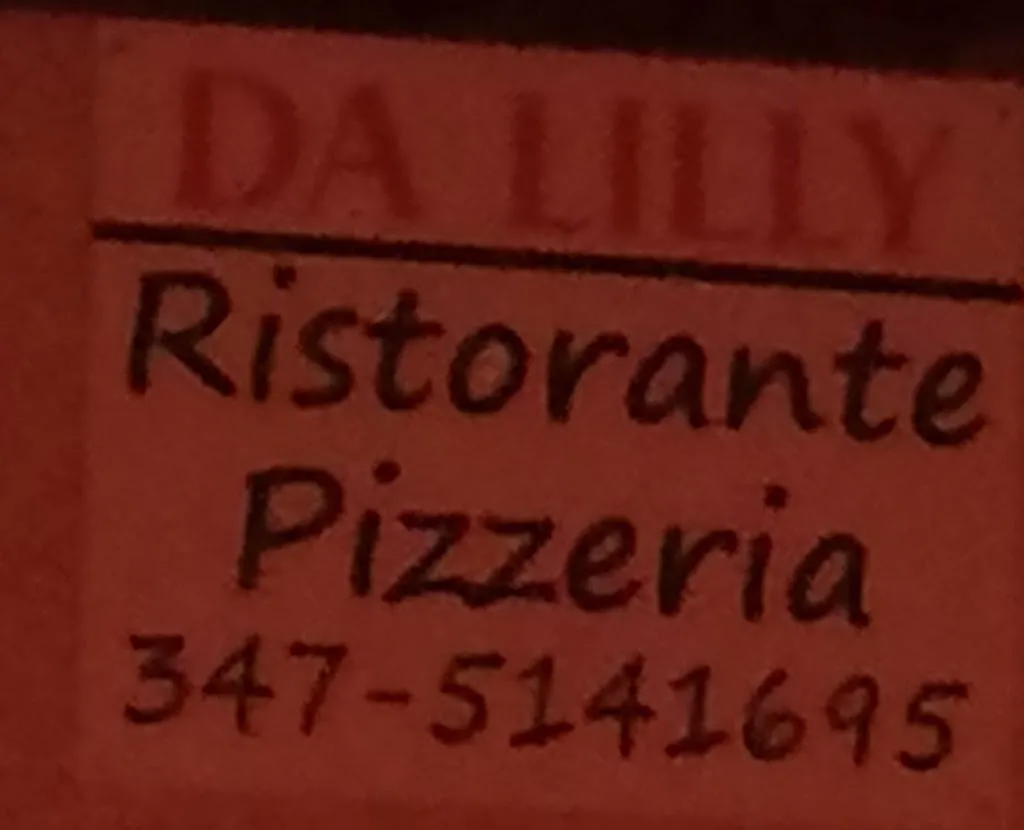 DA LILLY
Ristorante
Pizzeria
347-5141695